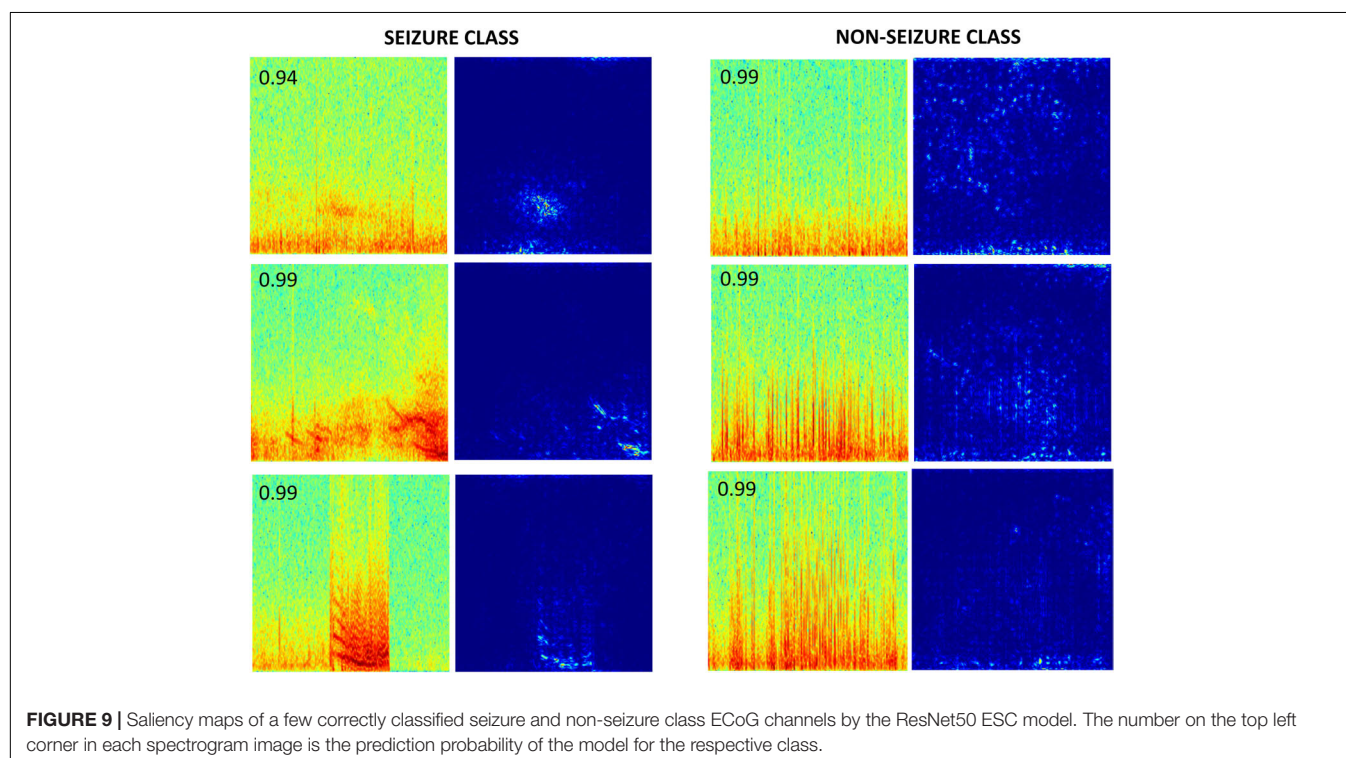 SEIZURE CLASS
NON-SEIZURE CLASS
0.94
0.99
0.99
0.99
0.99
0.99
FIGURE 9 | Saliency maps of a few correctly classified seizure and non-seizure class ECoG channels by the ResNet50 ESC model. The number on the top left
corner in each spectrogram image is the prediction probability of the model for the respective class.